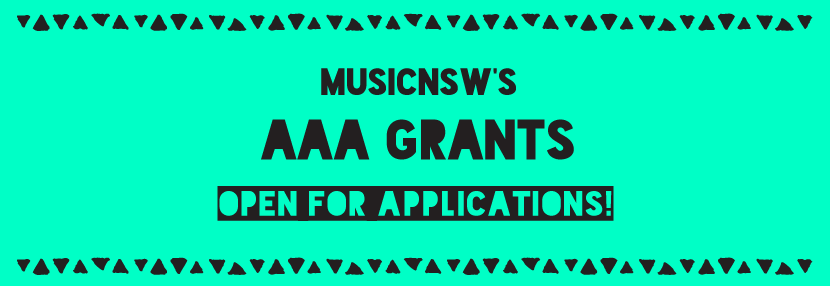 MUSICNSW'S
AAA GRANTS
OPEN FOR APPLICATIONS!